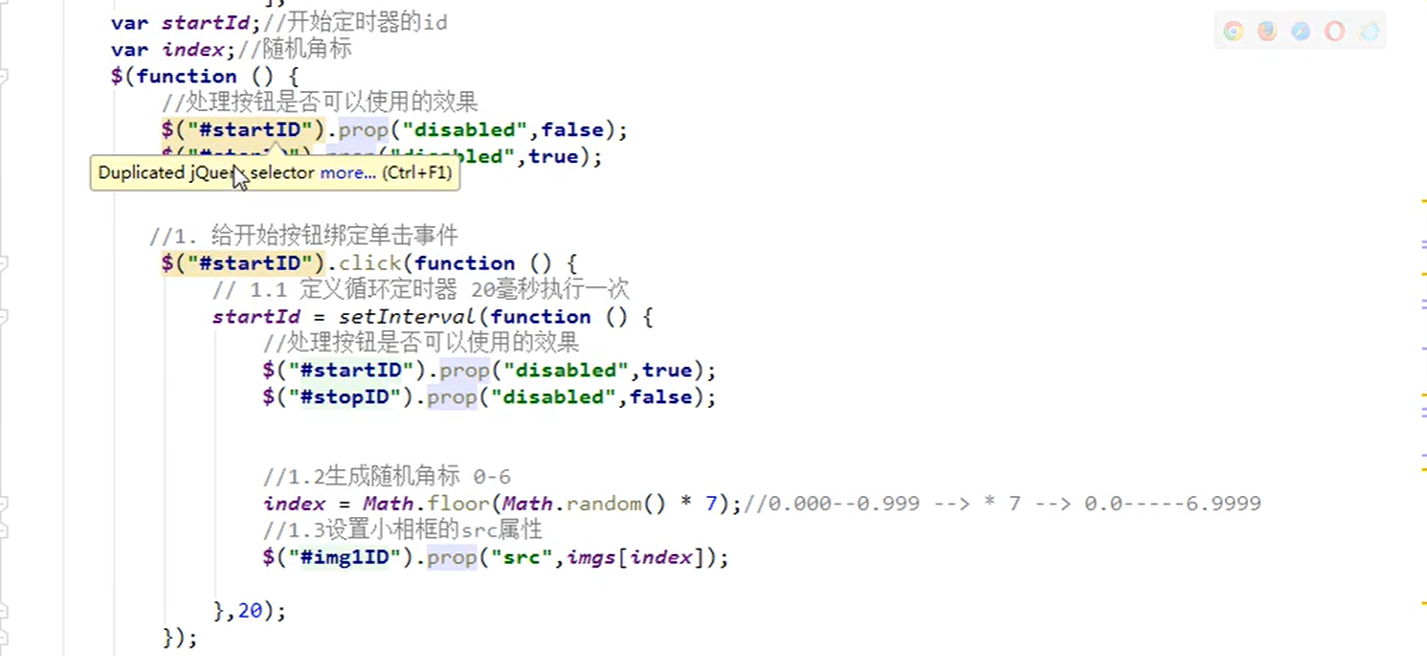 var startId;//开始定时器的id
var index;//随机角标
$(function () {
//处理按钮是否可以使用的效果
$("#startID").prop("disabled",false);
disabled",true);
Duplicated jQuery selector more... (Ctrl+F1)
//1. 给开始按钮绑定单击事件
$("#startID").click(function () {
// 1.1 定义循环定时器 20毫秒执行一次
startId = setInterval(function () {
//处理按钮是否可以使用的效果
$("#startID").prop("disabled",true);
$("#stopID").prop("disabled",false);
//1.2生成随机角标 0-6
index = Math.floor(Math.random() * 7);//0.000--0.999 --> * 7 --> 0.0-----6.9999
//1.3设置小相框的src属性
$("#img1ID").prop("src",imgs[index]);
},20);
});